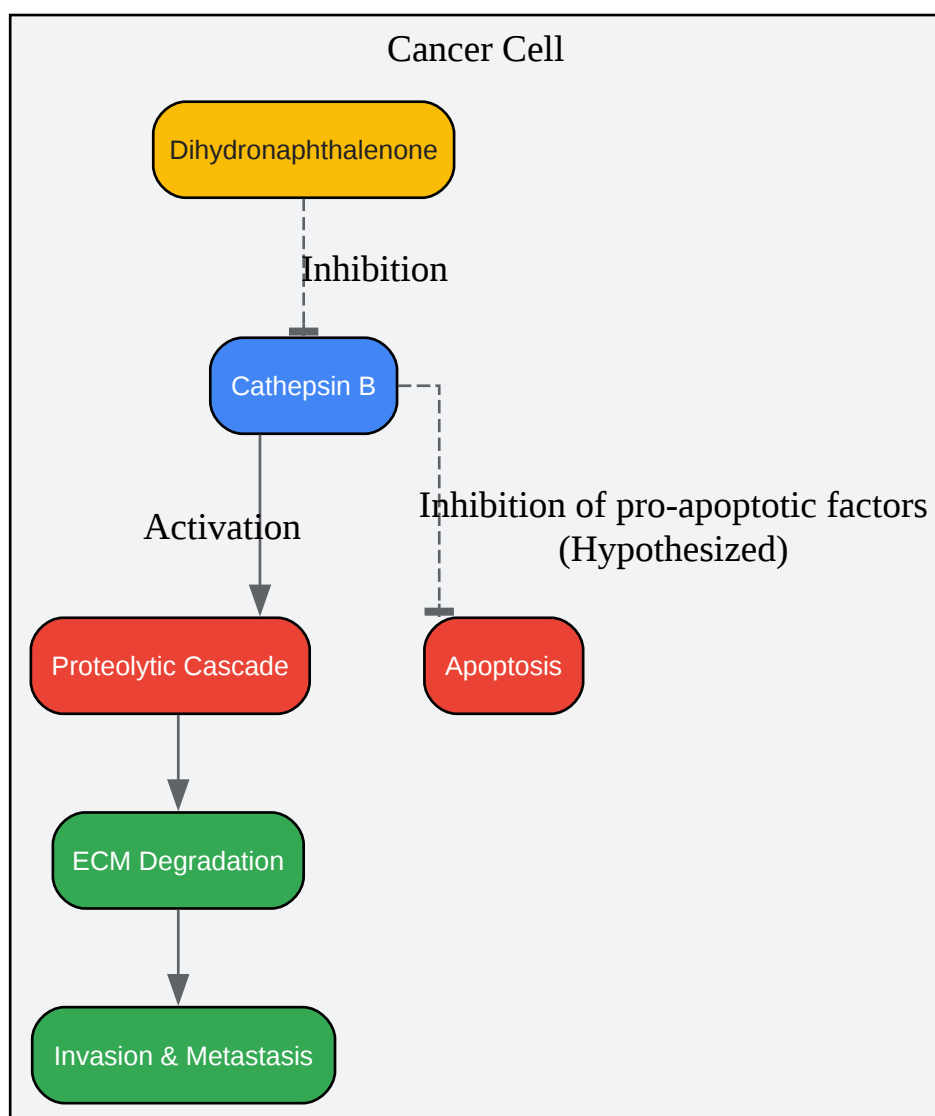 Cancer Cell
Dihydronaphthalenone
Inhibition
Cathepsin B
Inhibition of pro-apoptotic factors
(Hypothesized)
Activation
Proteolytic Cascade
Apoptosis
ECM Degradation
Invasion & Metastasis